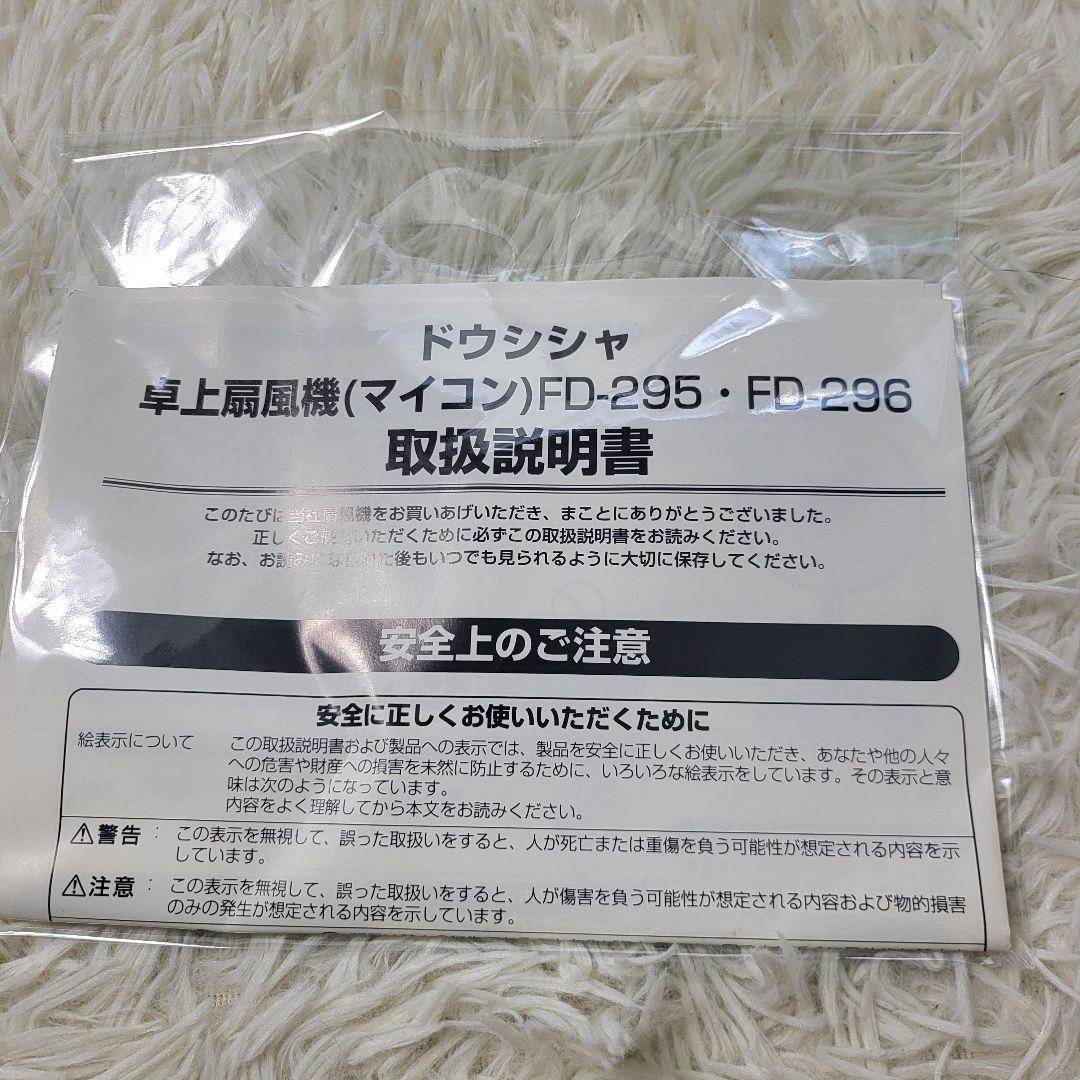 ドウシシャ
卓上扇風機(マイコン)FD-295・FD-296
取扱説明書
このたびは当社扇風機をお買いあげいただき、まことにありがとうございました。
正しくご使用いただくために必ずこの取扱説明書をお読みください。
なお、お読みになられた後もいつでも見られるように大切に保存してください。
安全上のご注意
安全に正しくお使いいただくために
絵表示について この取扱説明書および製品への表示では、製品を安全に正しくお使いいただき、あなたや他の人々
への危害や財産への損害を未然に防止するために、いろいろな絵表示をしています。その表示と意
味は次のようになっています。
内容をよく理解してから本文をお読みください。
⚠警告： この表示を無視して、誤った取扱いをすると、人が死亡または重傷を負う可能性が想定される内容を示
しています。
⚠注意： この表示を無視して、誤った取扱いをすると、人が傷害を負う可能性が想定される内容および物的損害
のみの発生が想定される内容を示しています。